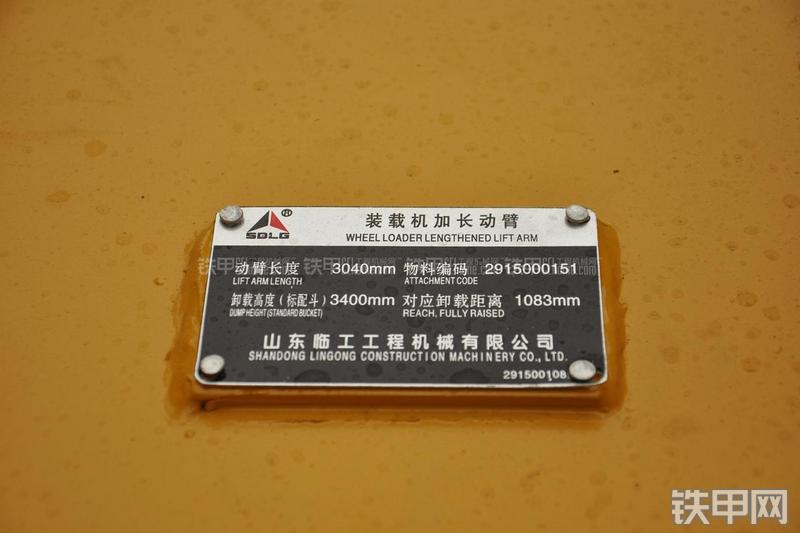 SDLG®
装载机加长动臂
WHEEL LOADER LENGTHENED LIFT ARM
动臂长度 3040mm 物料编码 2915000151
LIFT ARM LENGTH ATTACHMENT CODE
卸载高度（标配斗）3400mm 对应卸载距离 1083mm
DUMP HEIGHT (STANDARD BUCKET) REACH, FULLY RAISED
山东临工工程机械有限公司
SHANDONG LINGONG CONSTRUCTION MACHINERY CO., LTD.
291500108
铁甲网